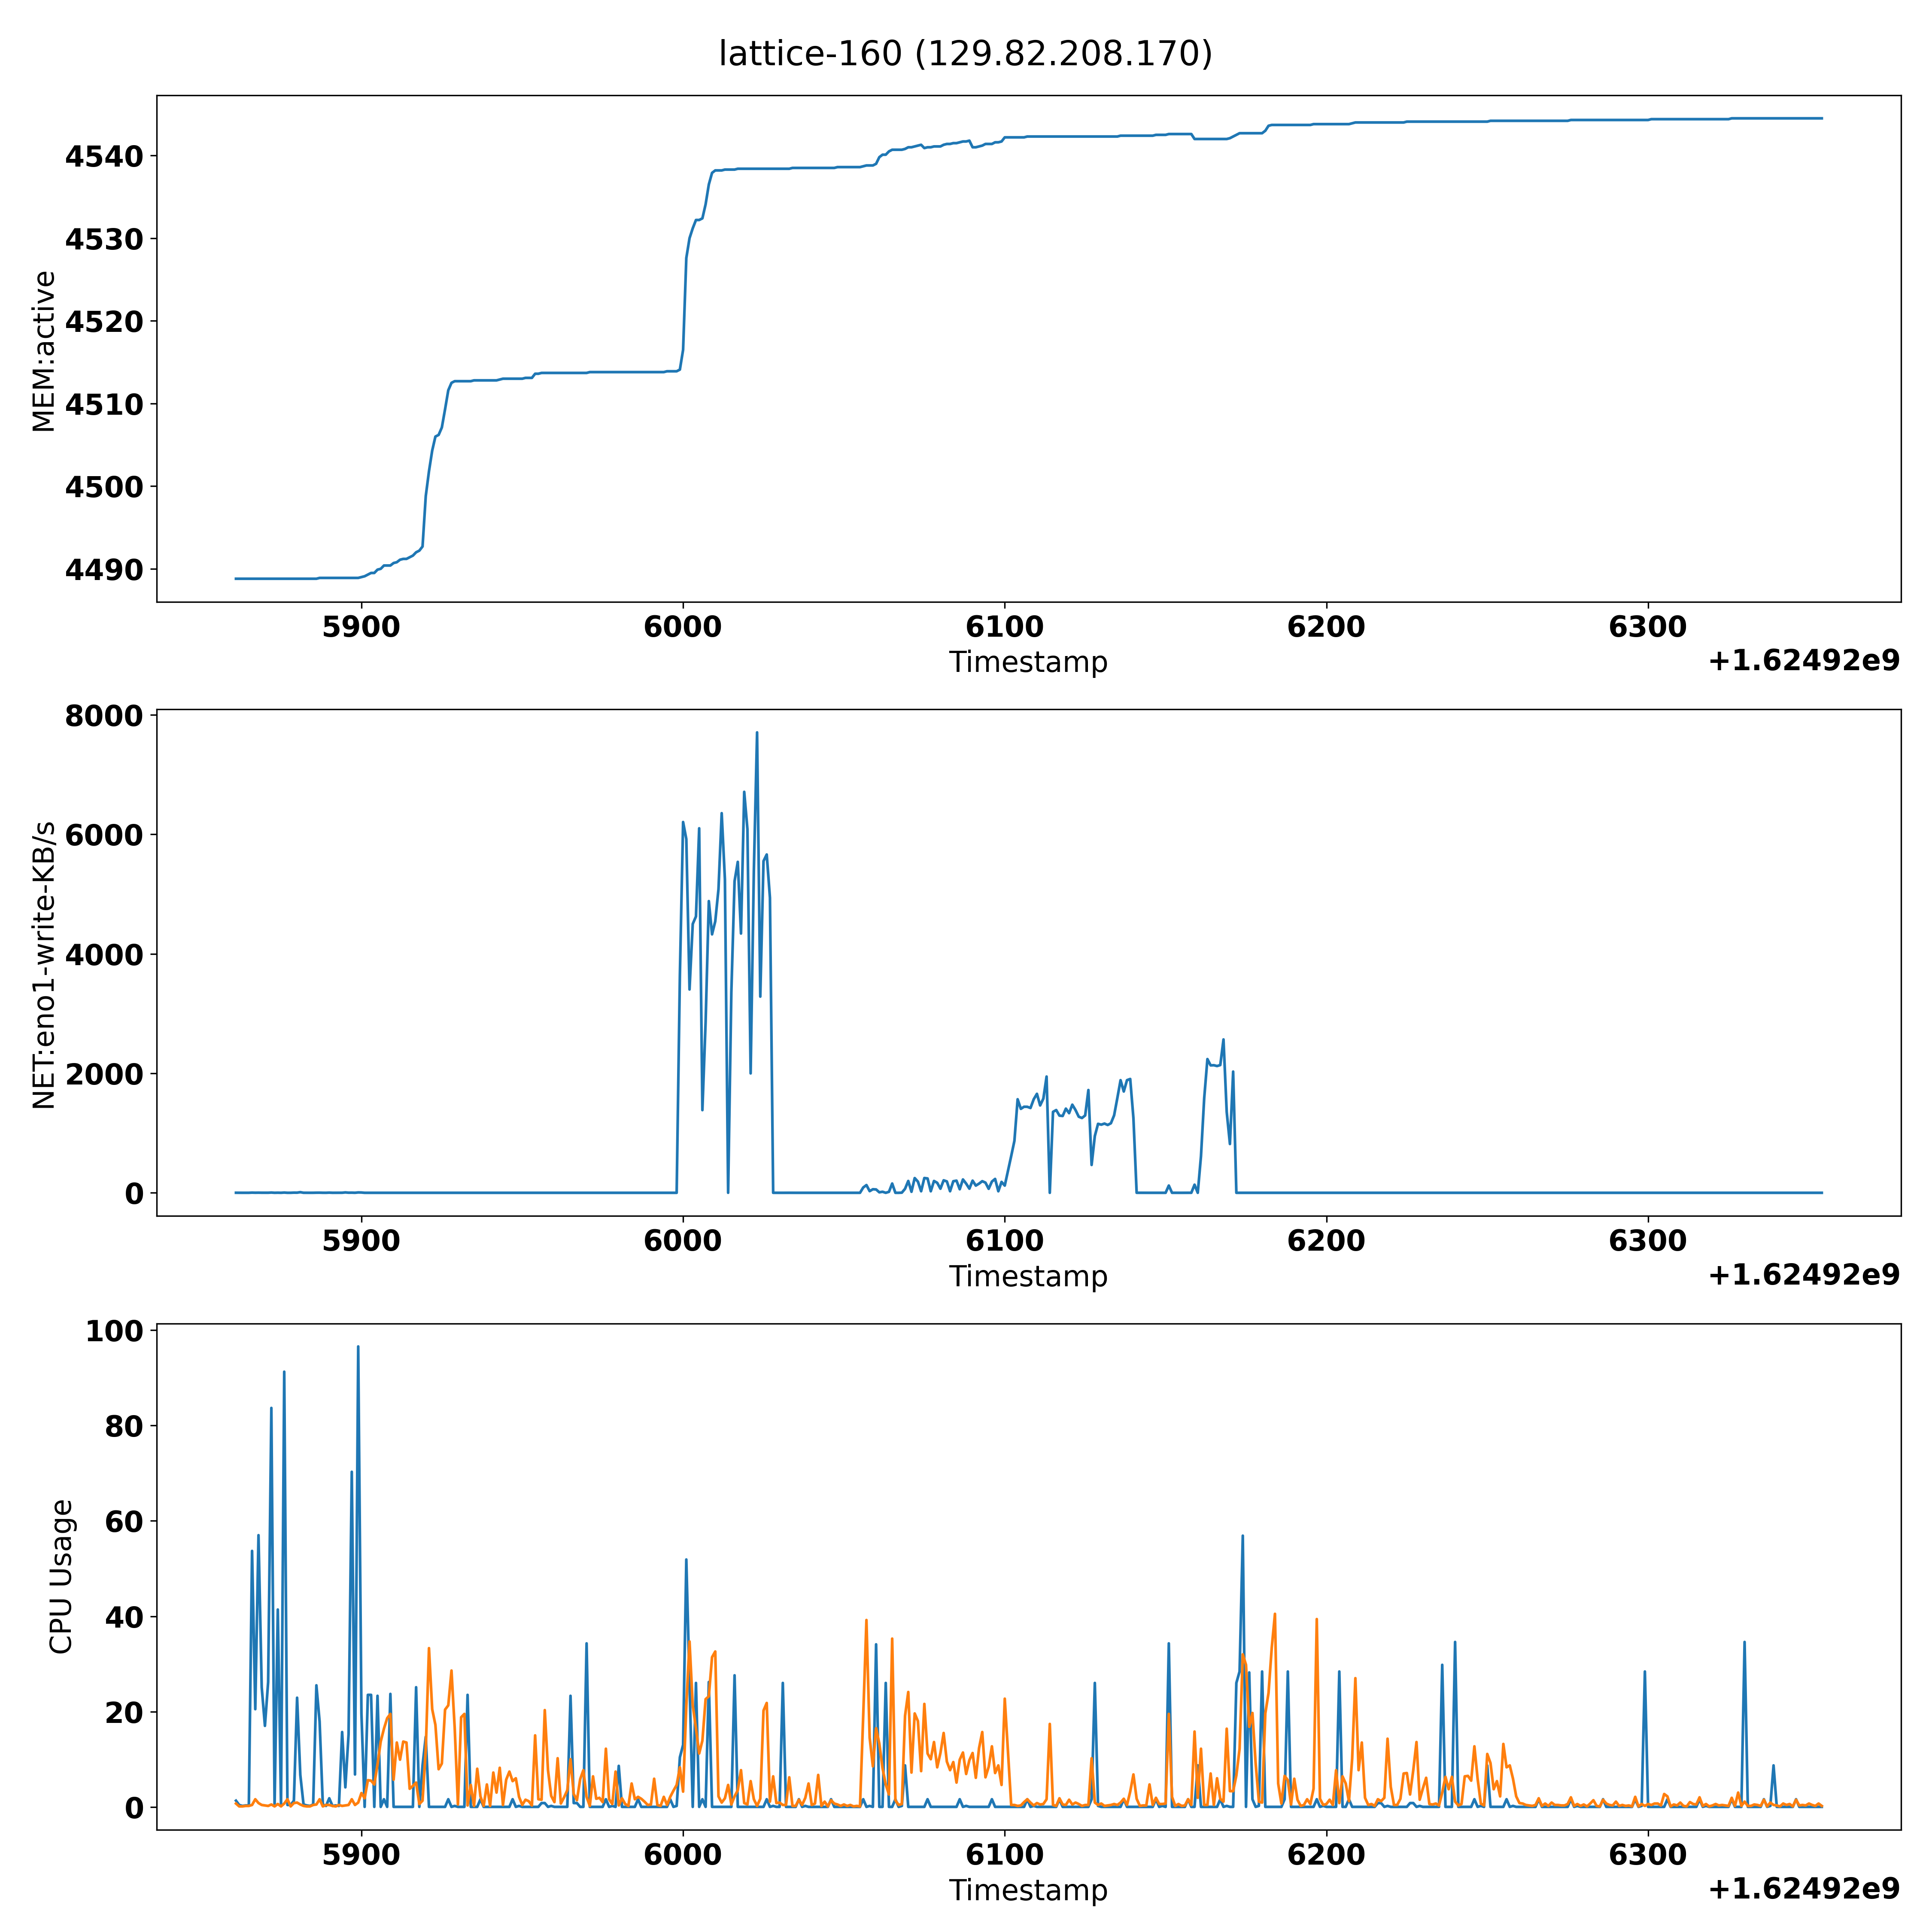 lattice-160 (129.82.208.170)
MEM:active
4540
4530
4520
4510
4500
4490
5900 6000 6100 6200 6300
Timestamp
+1.62492e9
NET:eno1-write-KB/s
8000
6000
4000
2000
0
5900 6000 6100 6200 6300
Timestamp
+1.62492e9
CPU Usage
100
80
60
40
20
0
5900 6000 6100 6200 6300
Timestamp
+1.62492e9